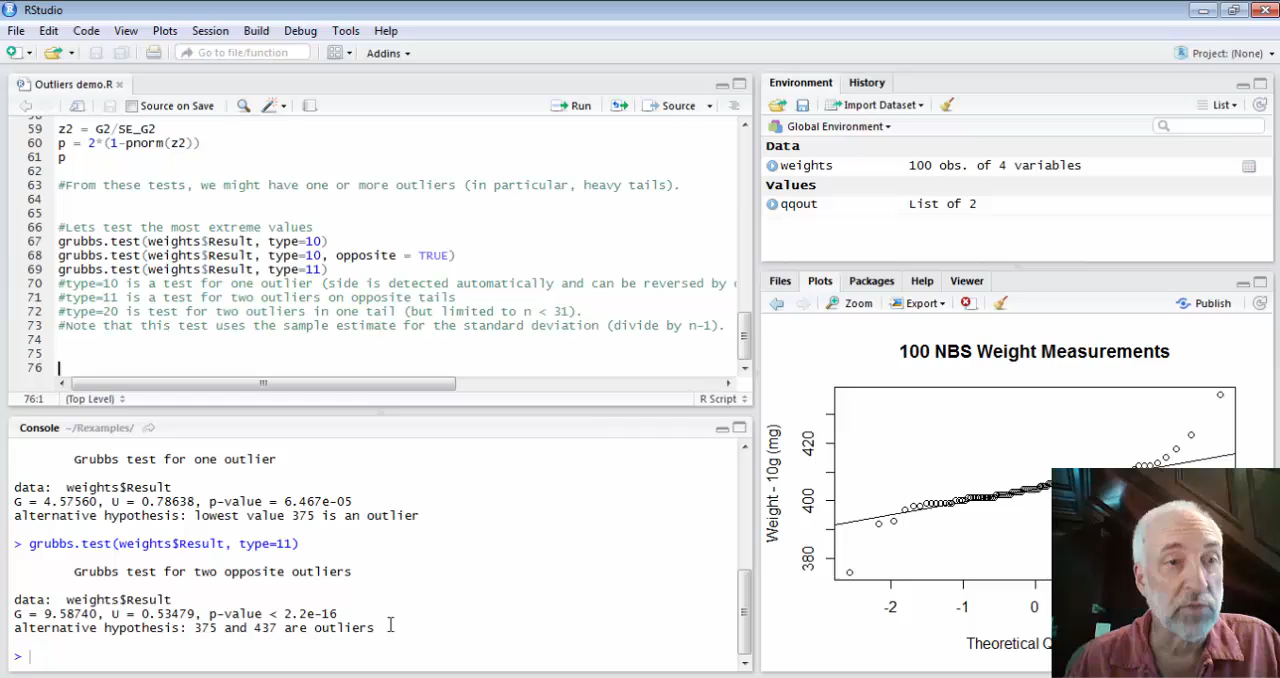 RStudio
File Edit Code View Plots Session Build Debug Tools Help
Go to file/function Addins Project: (None)
Outliers demo.R
Source on Save Run Source
59 z2 = G2/SE_G2
60 p = 2*(1-pnorm(z2))
61 p
62
63 #From these tests, we might have one or more outliers (in particular, heavy tails).
64
65
66 #Lets test the most extreme values
67 grubbs.test(weights$Result, type=10)
68 grubbs.test(weights$Result, type=10, opposite = TRUE)
69 grubbs.test(weights$Result, type=11)
70 #type=10 is a test for one outlier (side is detected automatically and can be reversed by
71 #type=11 is a test for two outliers on opposite tails
72 #type=20 is test for two outliers in one tail (but limited to n < 31).
73 #Note that this test uses the sample estimate for the standard deviation (divide by n-1).
74
75
76
76:1 (Top Level) R Script
Console ~/Rexamples/
Grubbs test for one outlier
data: weights$Result
G = 4.57560, U = 0.78638, p-value = 6.467e-05
alternative hypothesis: lowest value 375 is an outlier
> grubbs.test(weights$Result, type=11)
Grubbs test for two opposite outliers
data: weights$Result
G = 9.58740, U = 0.53479, p-value < 2.2e-16
alternative hypothesis: 375 and 437 are outliers
>
Environment History
Import Dataset List
Global Environment
Data
weights 100 obs. of 4 variables
Values
qqout List of 2
Files Plots Packages Help Viewer
Zoom Export Publish
100 NBS Weight Measurements
Weight - 10g (mg)
420
400
380
-2 -1 0
Theoretical Q